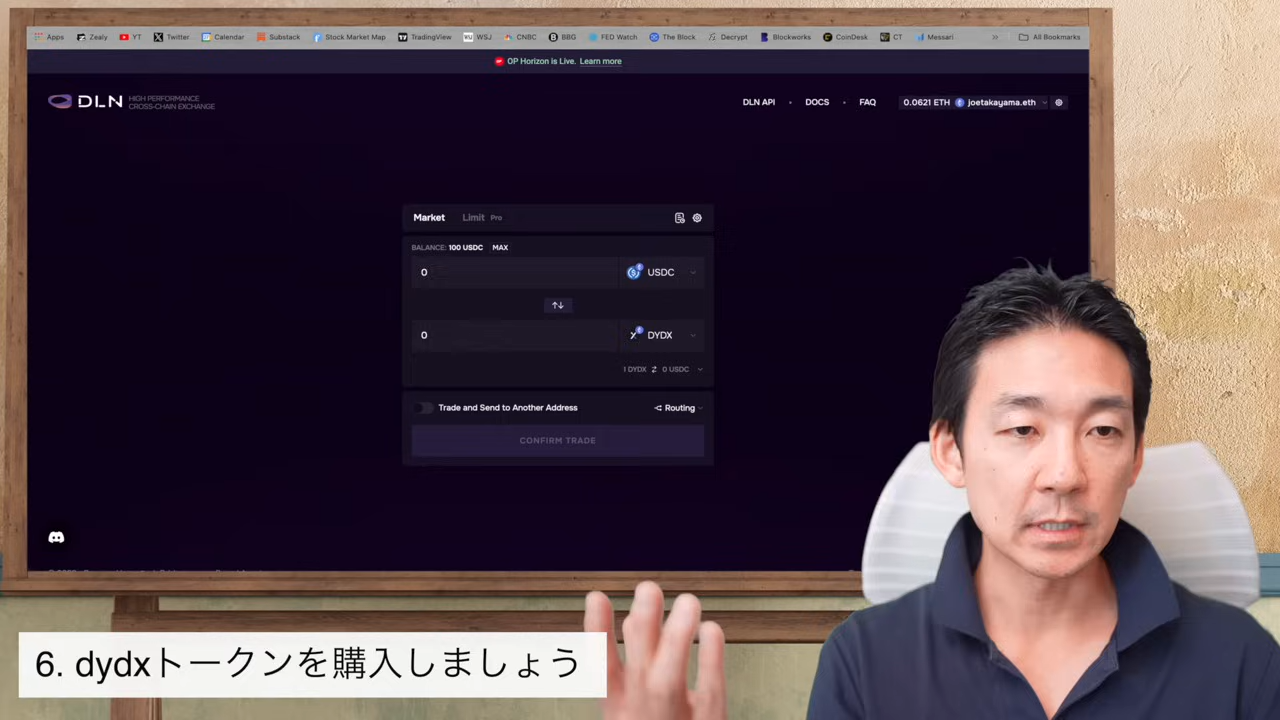 Apps Zealy YT Twitter Calendar Substack Stock Market Map TradingView WSJ CNBC BBG FED Watch The Block Decrypt Blockworks CoinDesk CT Messari » All Bookmarks
OP Horizon is Live. Learn more
DLN HIGH PERFORMANCE
CROSS-CHAIN EXCHANGE
DLN API • DOCS • FAQ 0.0621 ETH joetakayama.eth
Market Limit Pro
BALANCE: 100 USDC MAX
0 USDC
0 DYDX
1 DYDX ⇄ 0 USDC
Trade and Send to Another Address Routing
CONFIRM TRADE
6. dydxトークンを購入しましょう